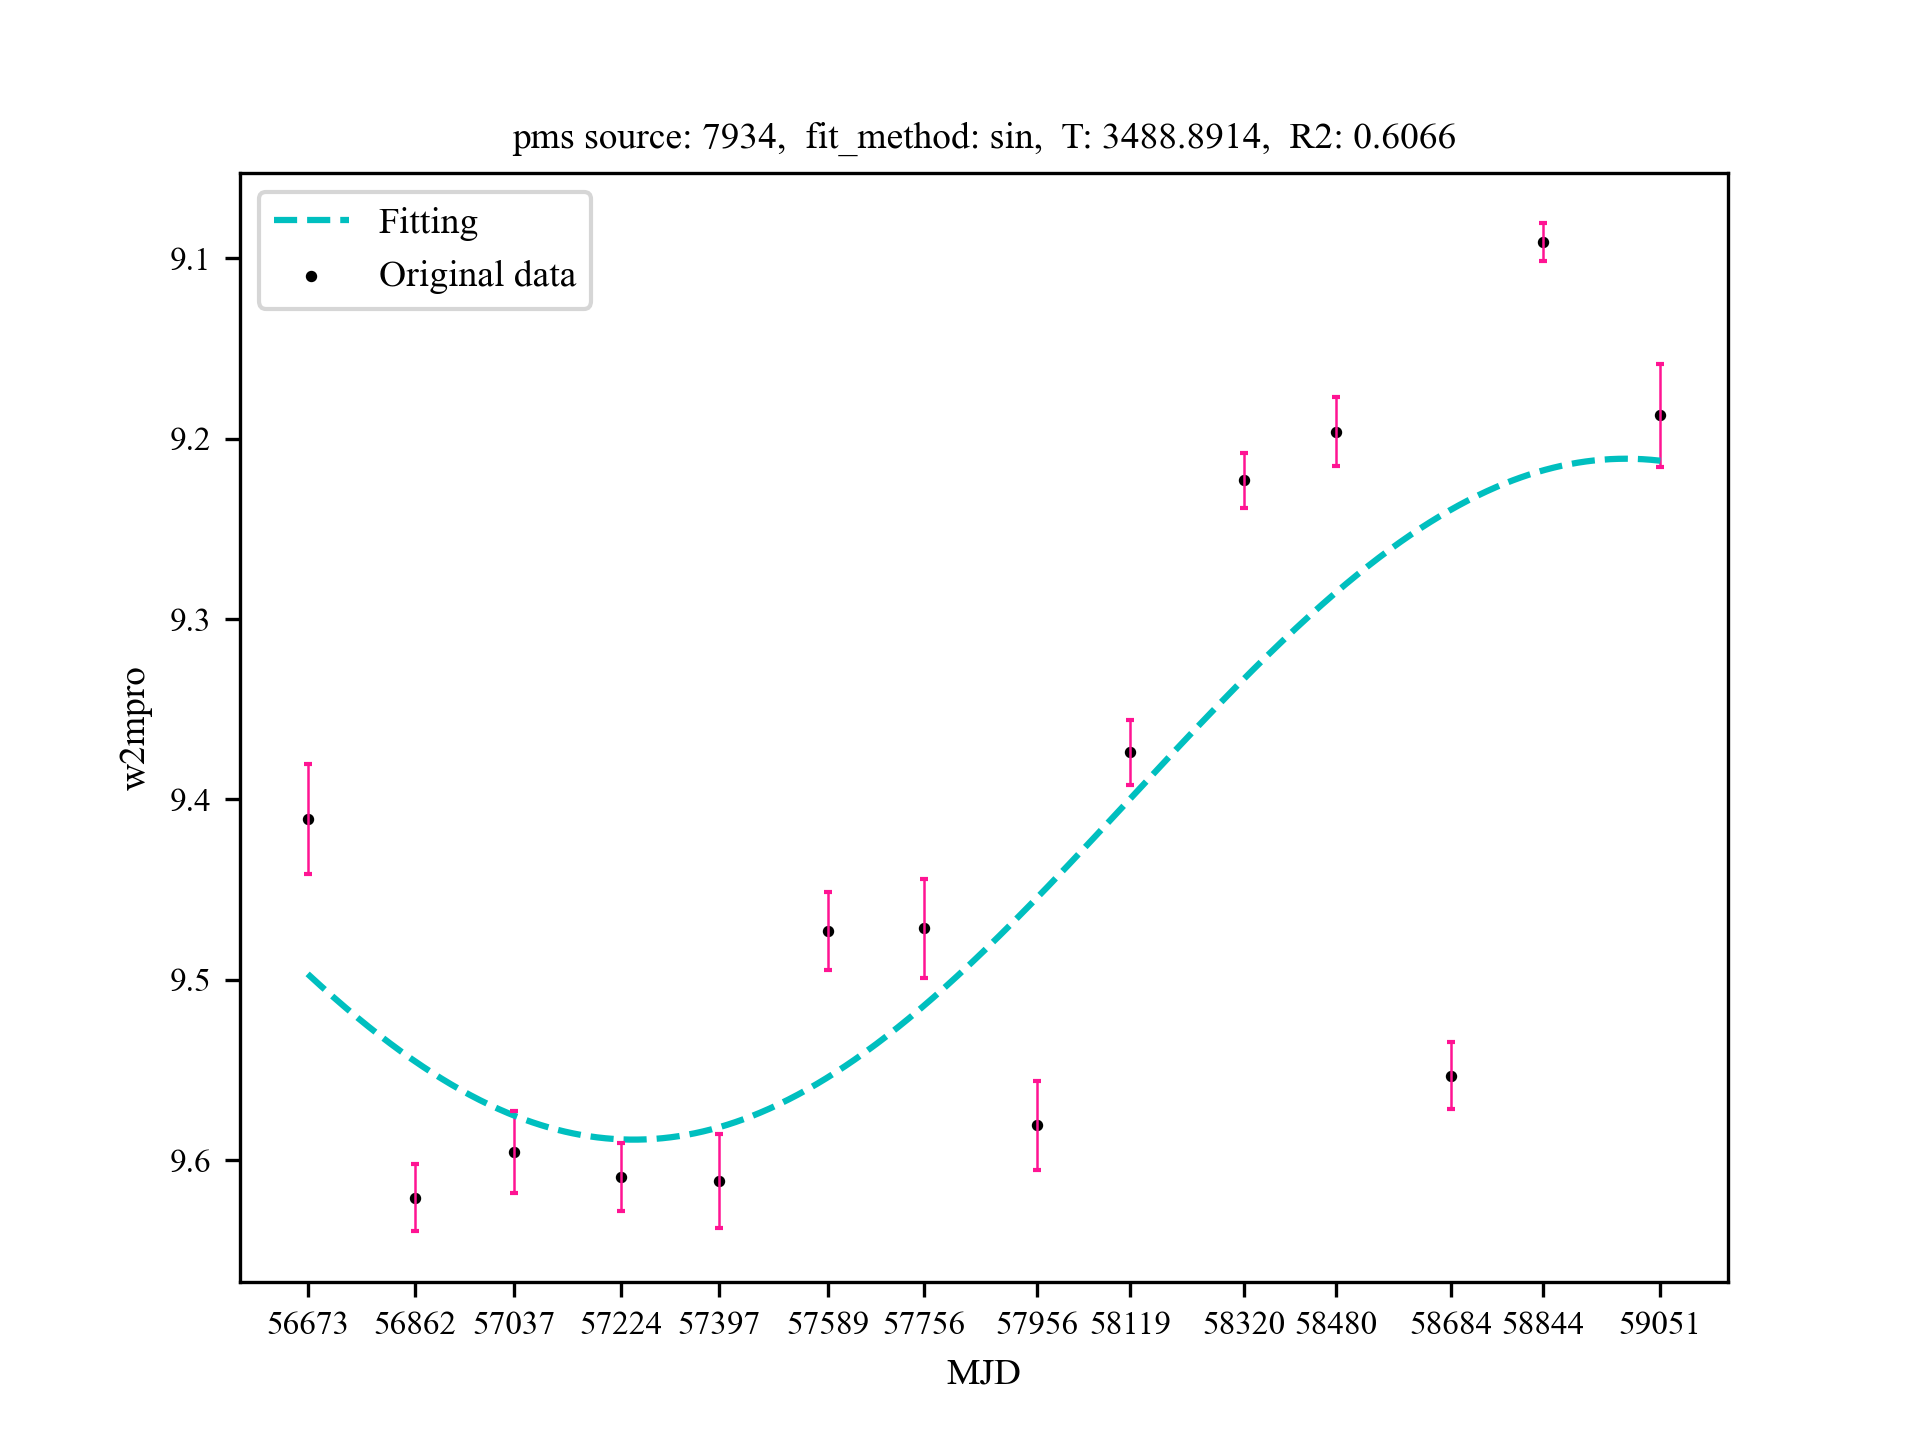 pms source: 7934,  fit_method: sin,  T: 3488.8914,  R2: 0.6066
Fitting
Original data
9.1
9.2
9.3
9.4
9.5
9.6
w2mpro
56673 56862 57037 57224 57397 57589 57756 57956 58119 58320 58480 58684 58844 59051
MJD